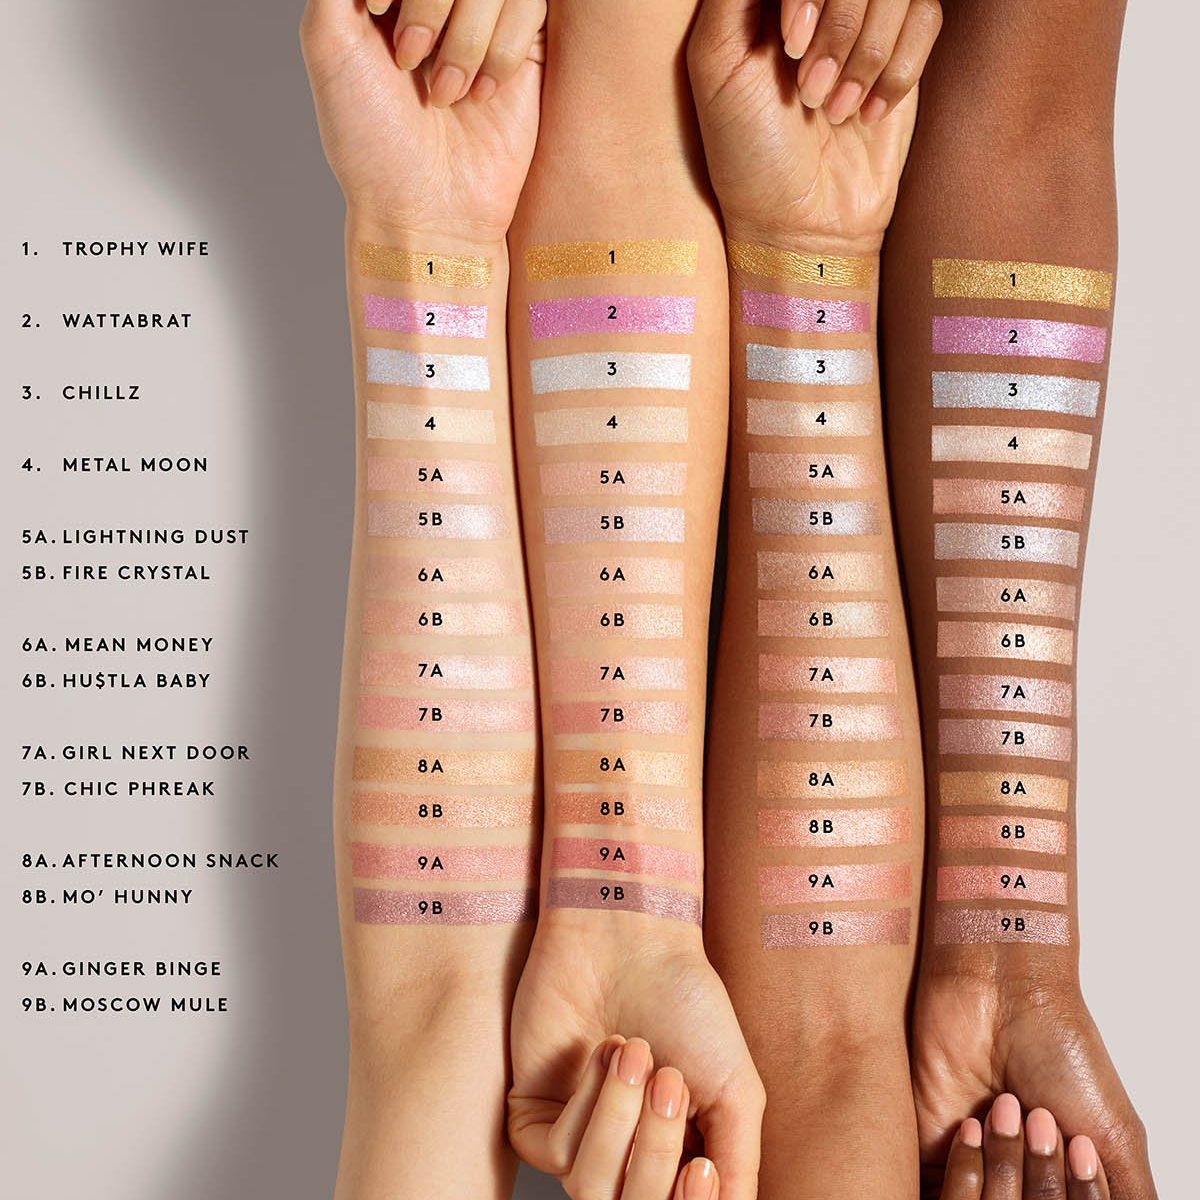 1. TROPHY WIFE
2. WATTABRAT
3. CHILLZ
4. METAL MOON
5A. LIGHTNING DUST
5B. FIRE CRYSTAL
6A. MEAN MONEY
6B. HU$TLA BABY
7A. GIRL NEXT DOOR
7B. CHIC PHREAK
8A. AFTERNOON SNACK
8B. MO' HUNNY
9A. GINGER BINGE
9B. MOSCOW MULE
1 1 1 1
2 2 2 2
3 3 3 3
4 4 4 4
5A 5A 5A 5A
5B 5B 5B 5B
6A 6A 6A 6A
6B 6B 6B 6B
7A 7A 7A 7A
7B 7B 7B 7B
8A 8A 8A 8A
8B 8B 8B 8B
9A 9A 9A 9A
9B 9B 9B 9B